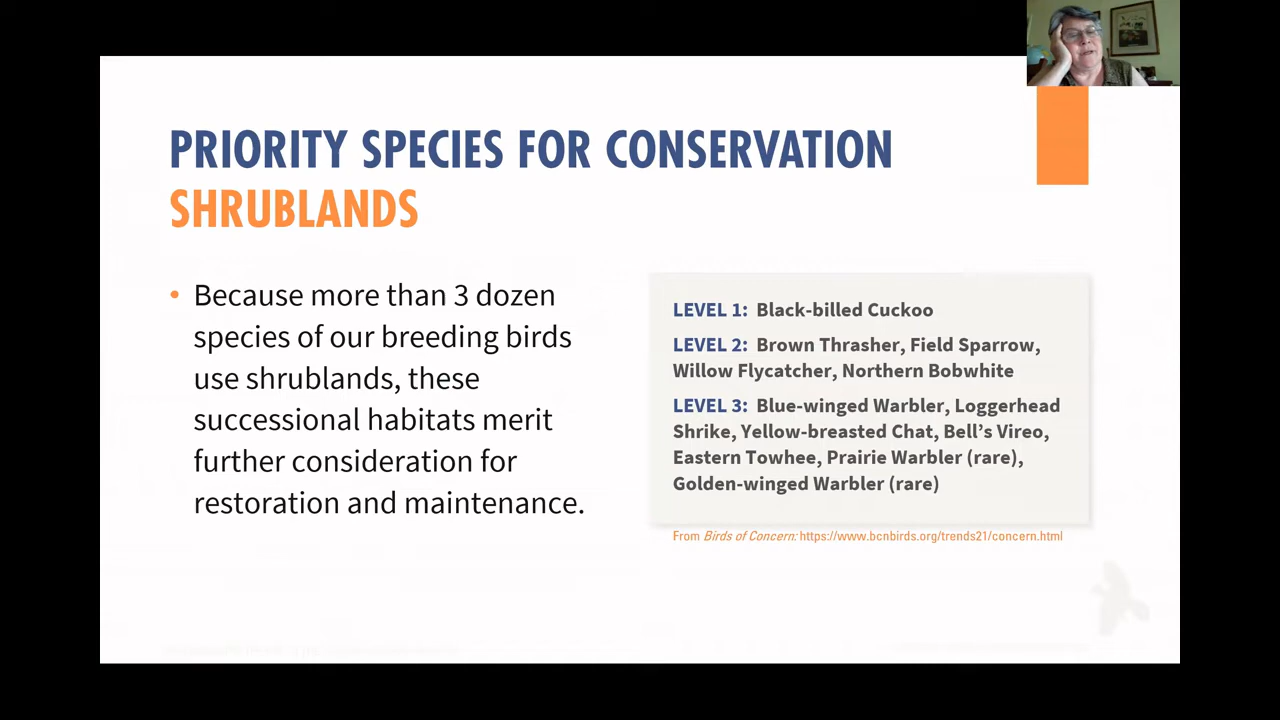 PRIORITY SPECIES FOR CONSERVATION
SHRUBLANDS
• Because more than 3 dozen
species of our breeding birds
use shrublands, these
successional habitats merit
further consideration for
restoration and maintenance.
LEVEL 1: Black-billed Cuckoo
LEVEL 2: Brown Thrasher, Field Sparrow,
Willow Flycatcher, Northern Bobwhite
LEVEL 3: Blue-winged Warbler, Loggerhead
Shrike, Yellow-breasted Chat, Bell’s Vireo,
Eastern Towhee, Prairie Warbler (rare),
Golden-winged Warbler (rare)
From Birds of Concern: https://www.bcnbirds.org/trends21/concern.html